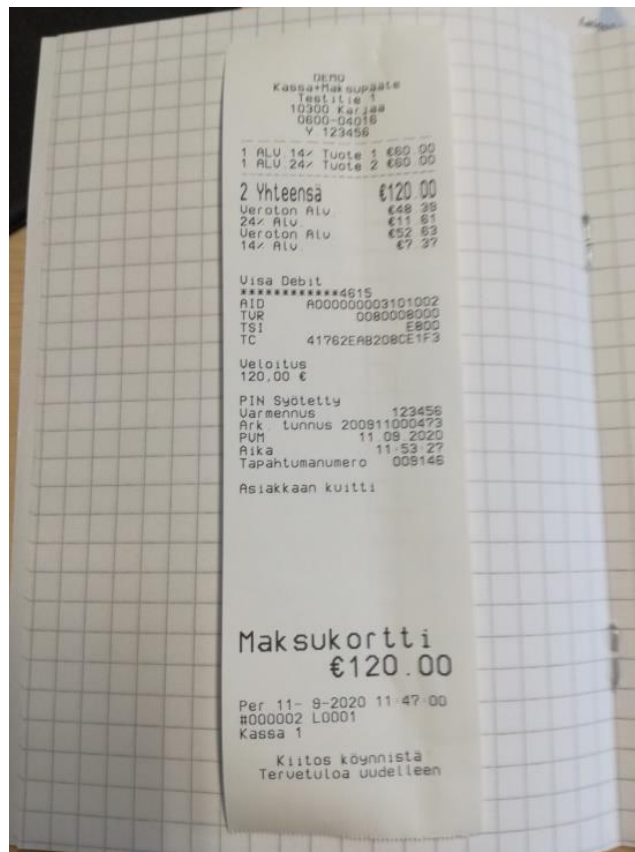 DEMO
Kassa+Maksupääte
Testitie 1
10300 Karjaa
0600-04016
Y 123456
1 ALV.14% Tuote 1 €60.00
1 ALV.24% Tuote 2 €60.00
2 Yhteensä €120.00
Veroton Alv €48.39
24% Alv. €11.61
Veroton Alv €52.63
14% Alv. €7.37
Visa Debit
************4615
AID A000000003101002
TVR 0080008000
TSI E800
TC 41762EAB208CE1F3
Veloitus
120,00 €
PIN Syötetty
Varmennus 123456
Ark. tunnus 200911000473
PVM 11.09.2020
Aika 11:53:27
Tapahtumanumero 009146
Asiakkaan kuitti
Maksukortti
€120.00
Per 11- 9-2020 11:47:00
#000002 L0001
Kassa 1
Kiitos köynnistä
Tervetuloa uudelleen